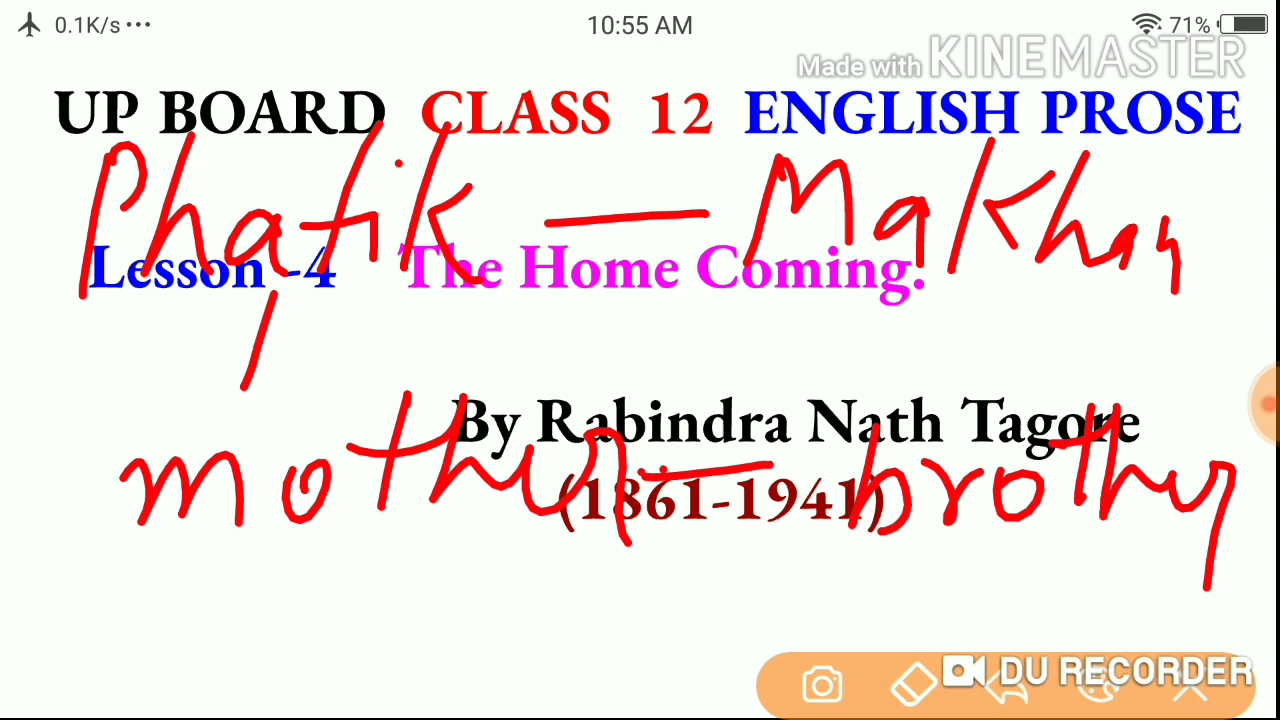 0.1K/s ... 10:55 AM 71%
Made with KINEMASTER
UP BOARD CLASS 12 ENGLISH PROSE
Phatik — Makhan
Lesson -4 The Home Coming.
By Rabindra Nath Tagore
mother — brother
(1861-1941)
DU RECORDER